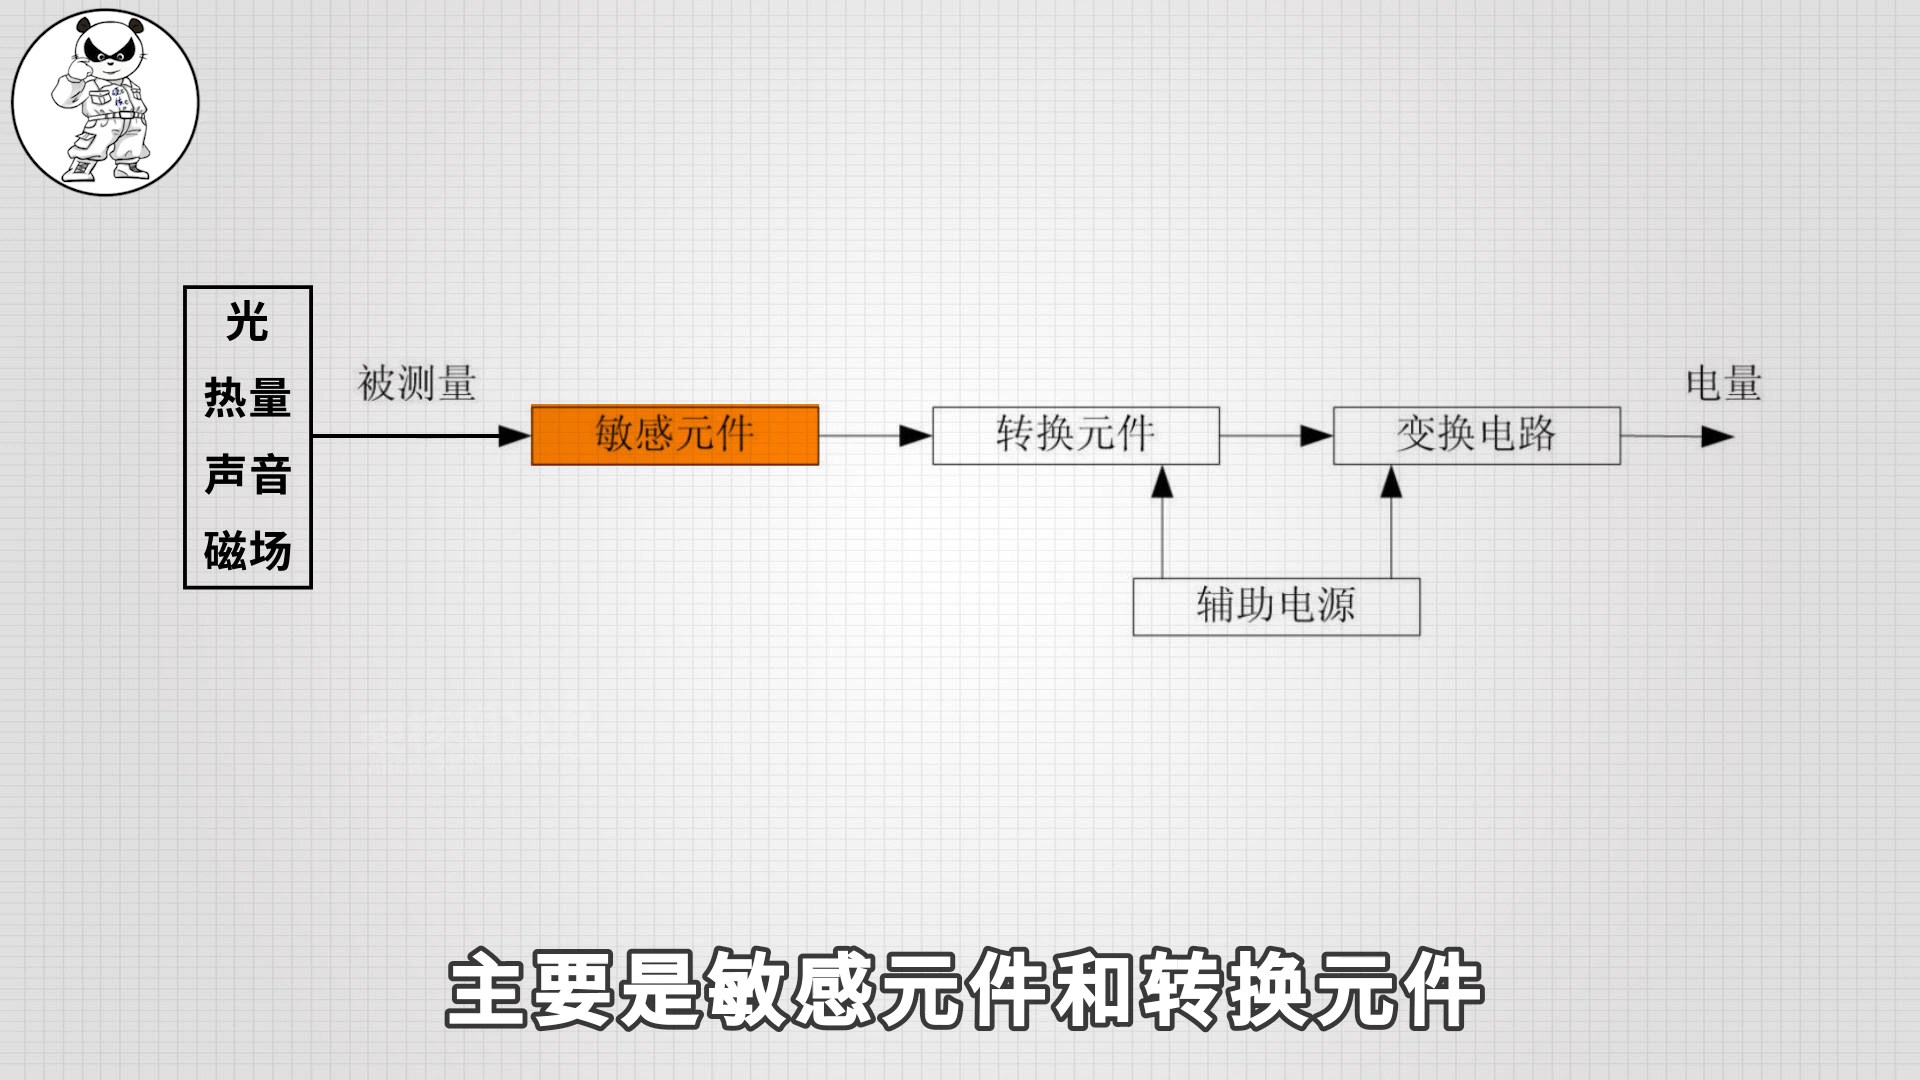 光
热量
声音
磁场
被测量
敏感元件
转换元件
变换电路
电量
辅助电源
主要是敏感元件和转换元件